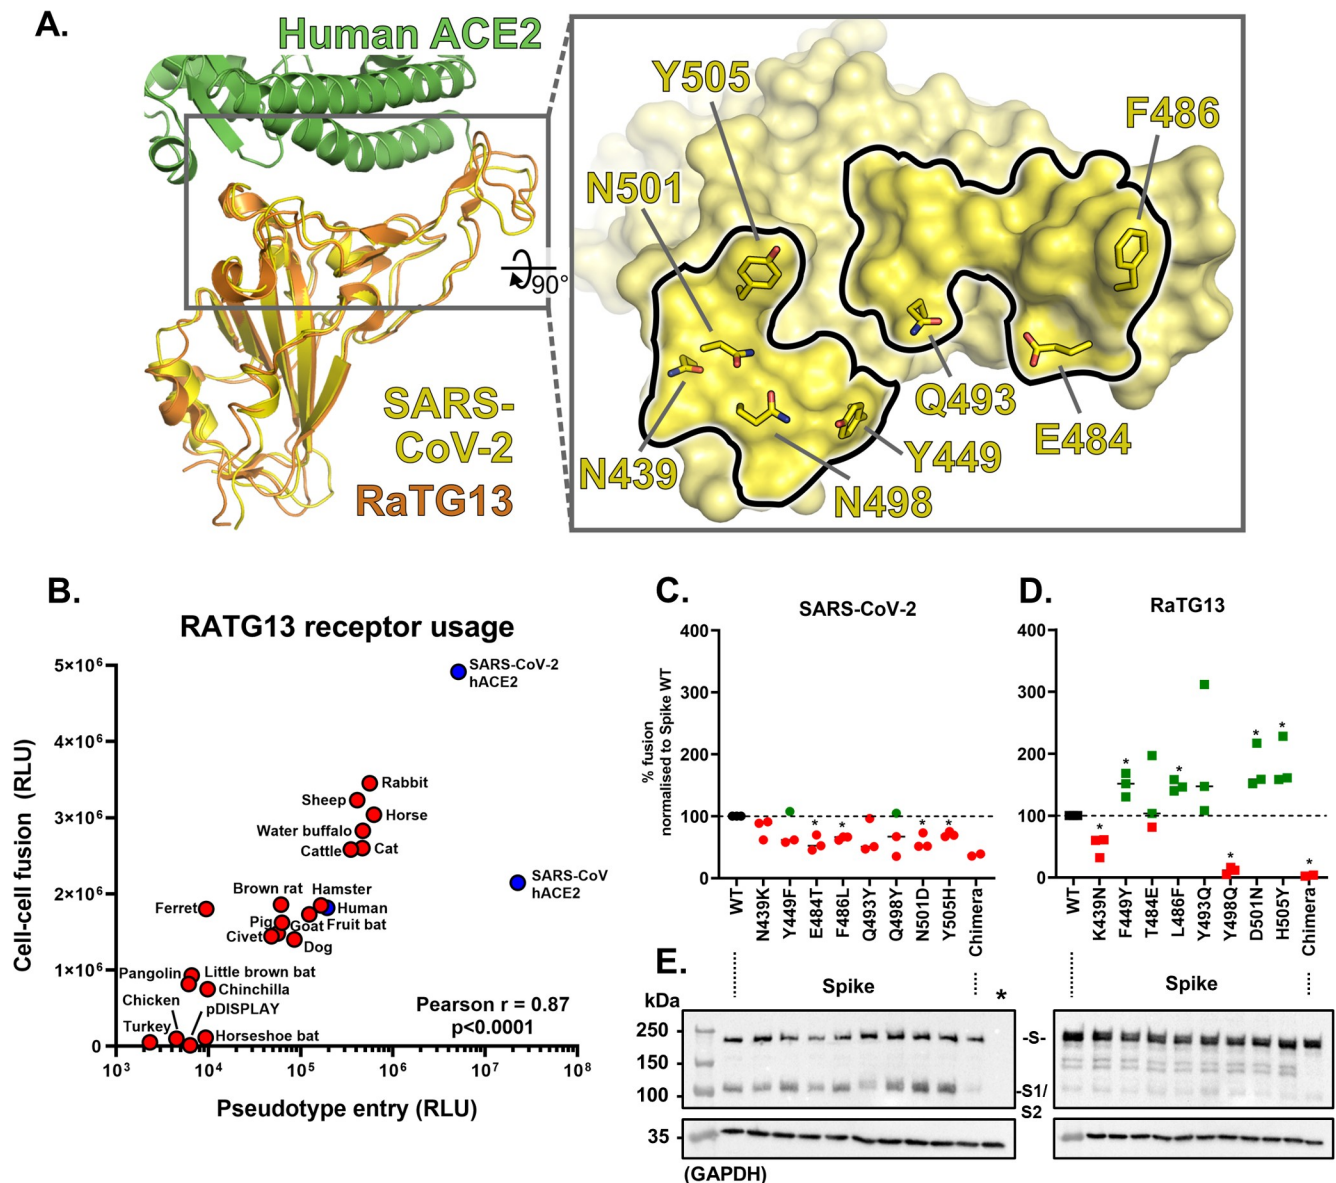 A.
Human ACE2
SARS-
CoV-2
RaTG13
90°
Y505
F486
N501
N439
Q493
Y449
E484
N498
B.
RATG13 receptor usage
Cell-cell fusion (RLU)
5×10⁶
4×10⁶
3×10⁶
2×10⁶
1×10⁶
0
SARS-CoV-2
hACE2
Rabbit
Sheep
Horse
Water buffalo
Cattle
Cat
SARS-CoV
hACE2
Brown rat
Hamster
Ferret
Human
Pig
Goat
Fruit bat
Civet
Dog
Pangolin
Little brown bat
Chinchilla
Chicken
pDISPLAY
Turkey
Horseshoe bat
Pearson r = 0.87
p<0.0001
10³
10⁴
10⁵
10⁶
10⁷
10⁸
Pseudotype entry (RLU)
C.
SARS-CoV-2
% fusion
normalised to Spike WT
400
300
200
100
0
* * * *
WT
N439K
Y449F
E484T
F486L
Q493Y
Q498Y
N501D
Y505H
Chimera
D.
RaTG13
400
300
200
100
0
* * * * * * *
WT
K439N
F449Y
T484E
L486F
Y493Q
Y498Q
D501N
H505Y
Chimera
E.
Spike
*
Spike
kDa
250
150
100
35
-S-
-S1/
S2
(GAPDH)